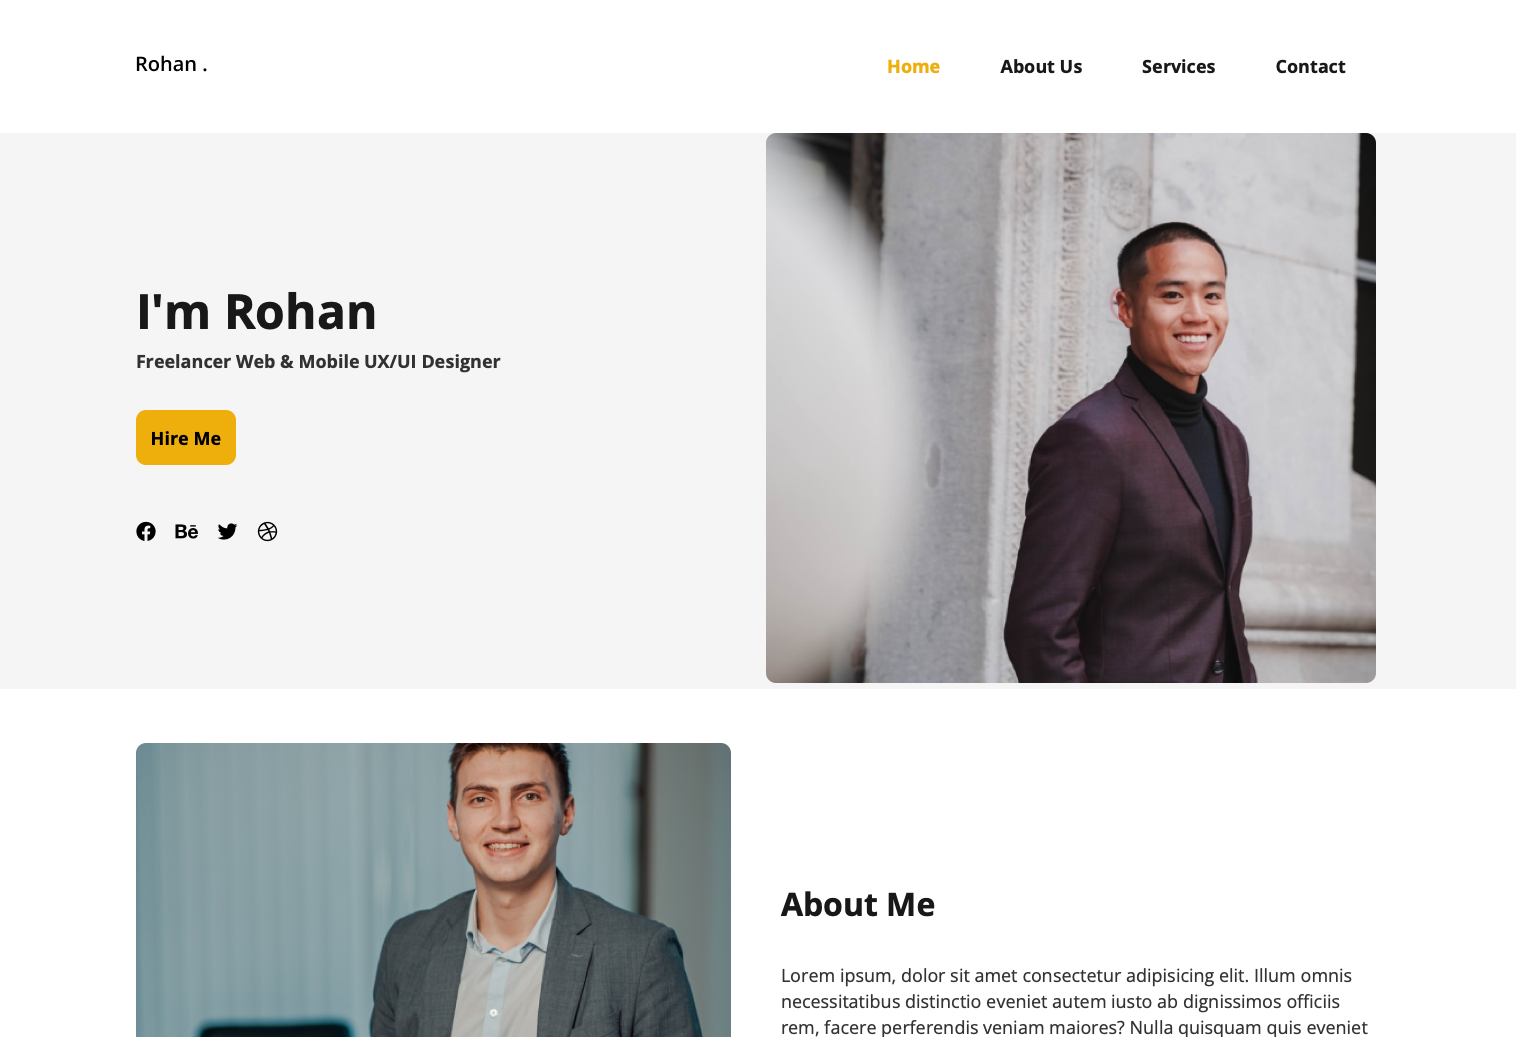 Rohan .
Home
About Us
Services
Contact
I'm Rohan
Freelancer Web & Mobile UX/UI Designer
Hire Me
Bē
About Me
Lorem ipsum, dolor sit amet consectetur adipisicing elit. Illum omnis
necessitatibus distinctio eveniet autem iusto ab dignissimos officiis
rem, facere perferendis veniam maiores? Nulla quisquam quis eveniet